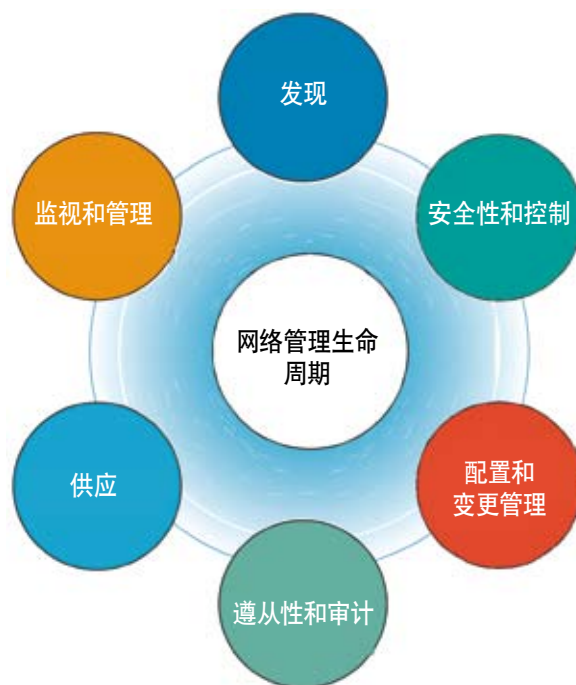 发现
监视和管理
安全性和控制
网络管理生命
周期
供应
配置和
变更管理
遵从性和审计